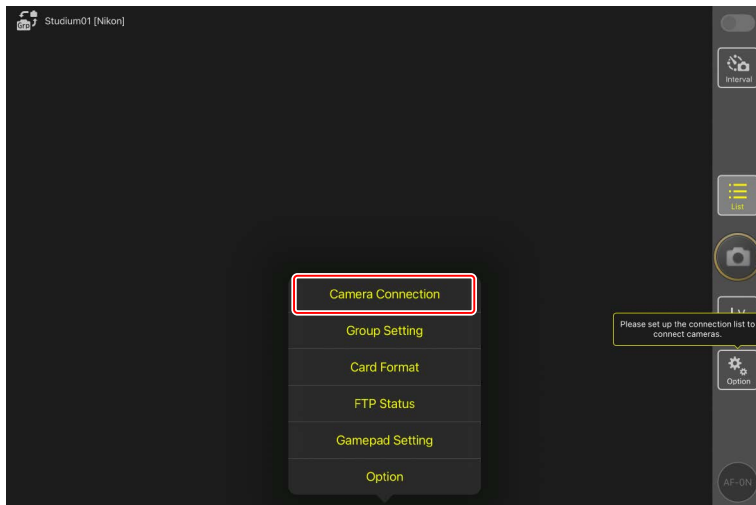 Grp
Studium01 [Nikon]
Interval
List
Camera Connection
Group Setting
Card Format
FTP Status
Gamepad Setting
Option
Please set up the connection list to
connect cameras.
Option
AF-ON